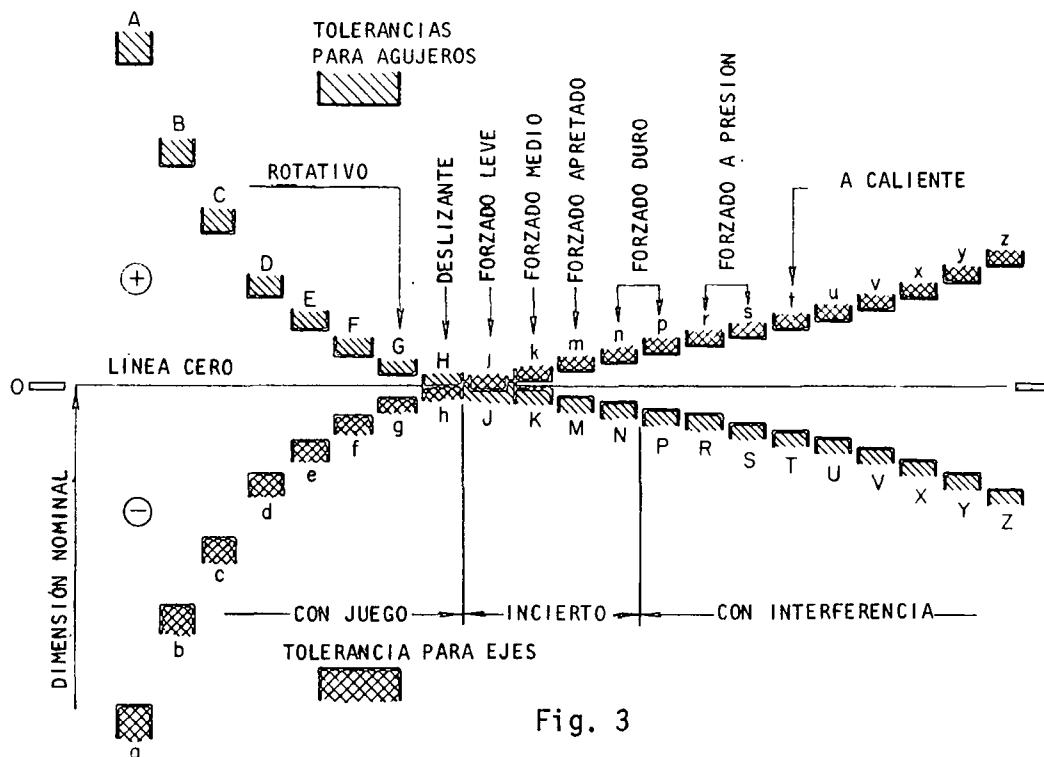 A
TOLERANCIAS
PARA AGUJEROS
B
ROTATIVO
C
D
E
F
G
DESLIZANTE
FORZADO LEVE
FORZADO MEDIO
FORZADO APRETADO
FORZADO DURO
FORZADO A PRESION
A CALIENTE
H
j
k
m
n
p
r
s
t
u
v
x
y
z
+
LINEA CERO
0
h
J
K
M
N
P
R
S
T
U
V
X
Y
Z
g
f
e
d
c
b
a
−
DIMENSIÓN NOMINAL
CON JUEGO
INCIERTO
CON INTERFERENCIA
TOLERANCIA PARA EJES
Fig. 3